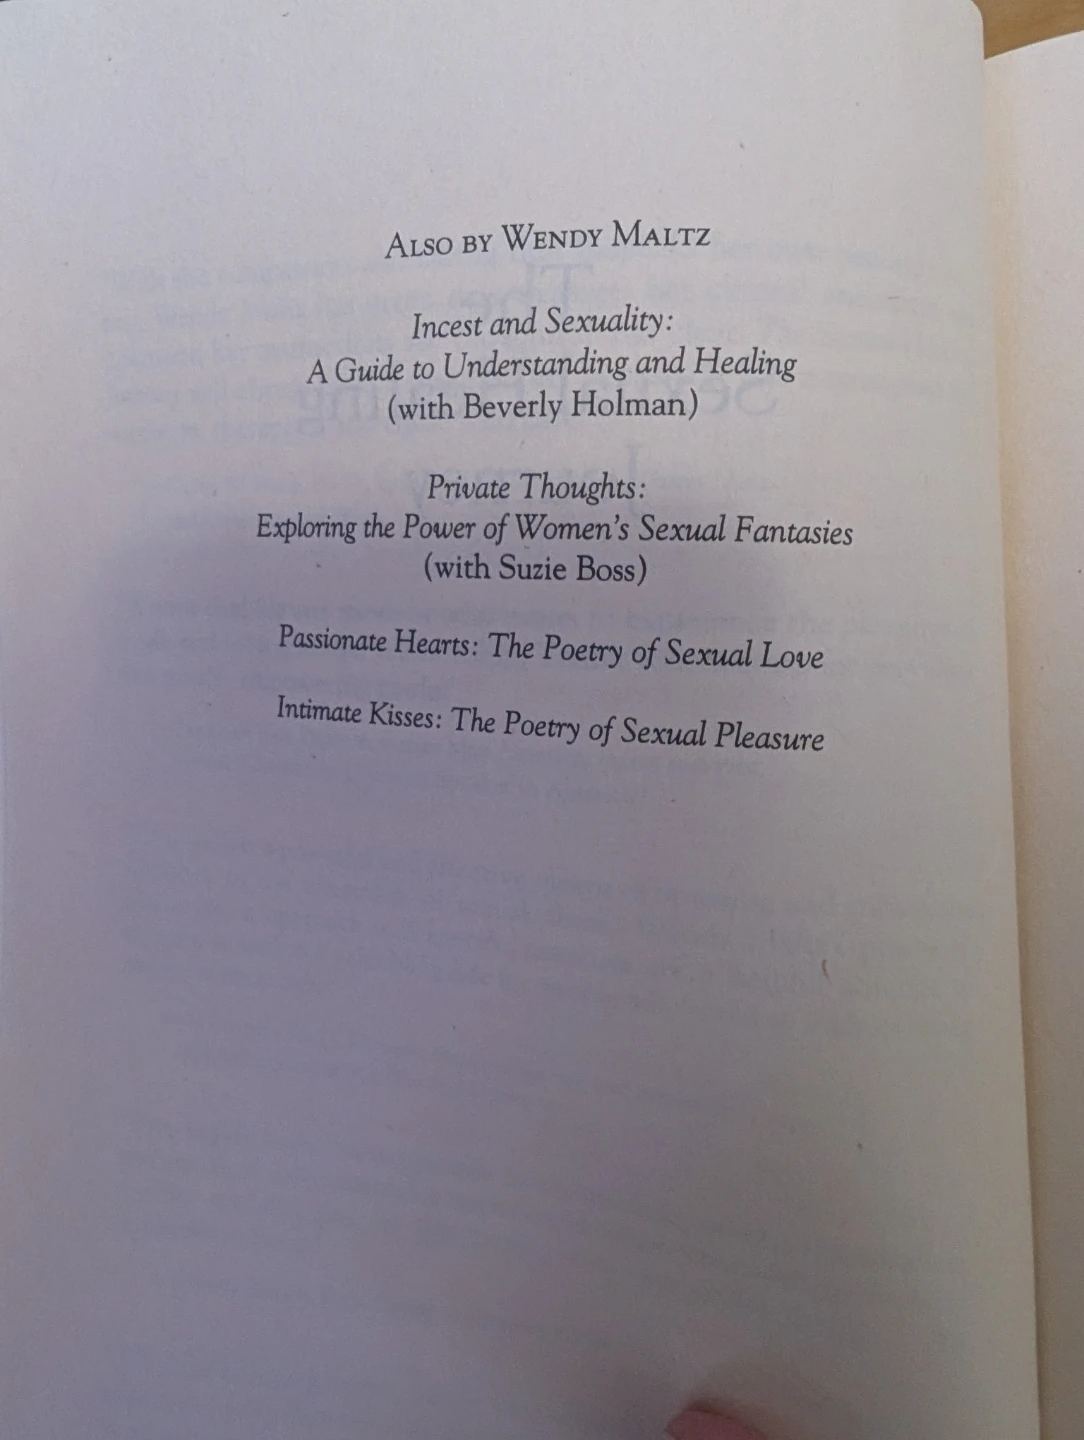 ALSO BY WENDY MALTZ
Incest and Sexuality:
A Guide to Understanding and Healing
(with Beverly Holman)
Private Thoughts:
Exploring the Power of Women's Sexual Fantasies
(with Suzie Boss)
Passionate Hearts: The Poetry of Sexual Love
Intimate Kisses: The Poetry of Sexual Pleasure